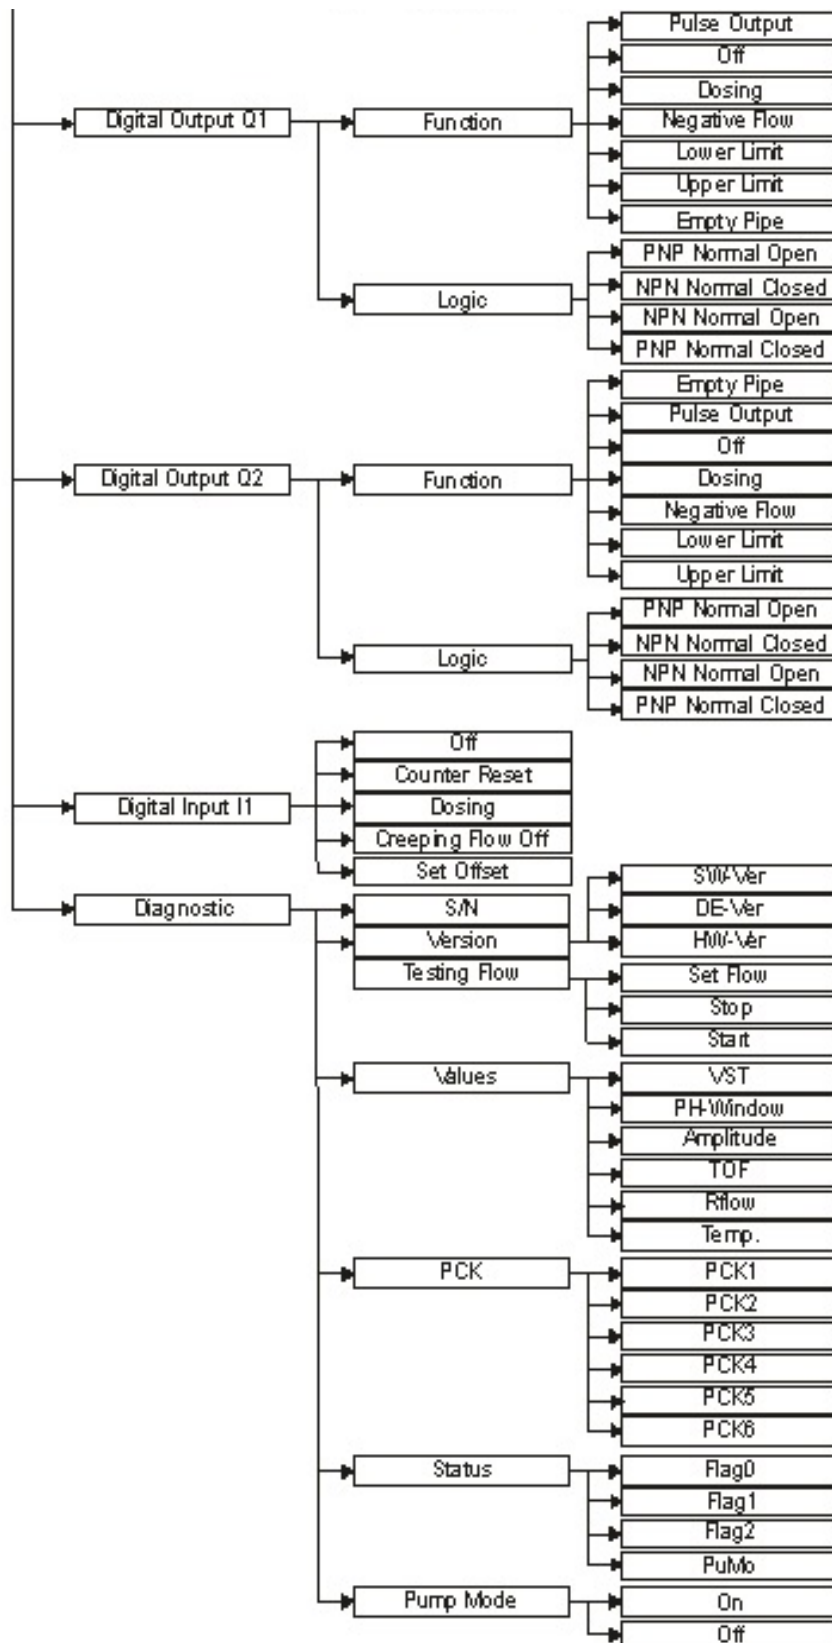 Digital Output Q1
Function
Pulse Output
Off
Dosing
Negative Flow
Lower Limit
Upper Limit
Empty Pipe
Logic
PNP Normal Open
NPN Normal Closed
NPN Normal Open
PNP Normal Closed
Digital Output Q2
Function
Empty Pipe
Pulse Output
Off
Dosing
Negative Flow
Lower Limit
Upper Limit
Logic
PNP Normal Open
NPN Normal Closed
NPN Normal Open
PNP Normal Closed
Digital Input I1
Off
Counter Reset
Dosing
Creeping Flow Off
Set Offset
Diagnostic
S/N
Version
SW-Ver
DE-Ver
HW-Ver
Testing Flow
Set Flow
Stop
Start
Values
VST
PH-Window
Amplitude
TOF
Rflow
Temp.
PCK
PCK1
PCK2
PCK3
PCK4
PCK5
PCK6
Status
Flag0
Flag1
Flag2
PuMo
Pump Mode
On
Off